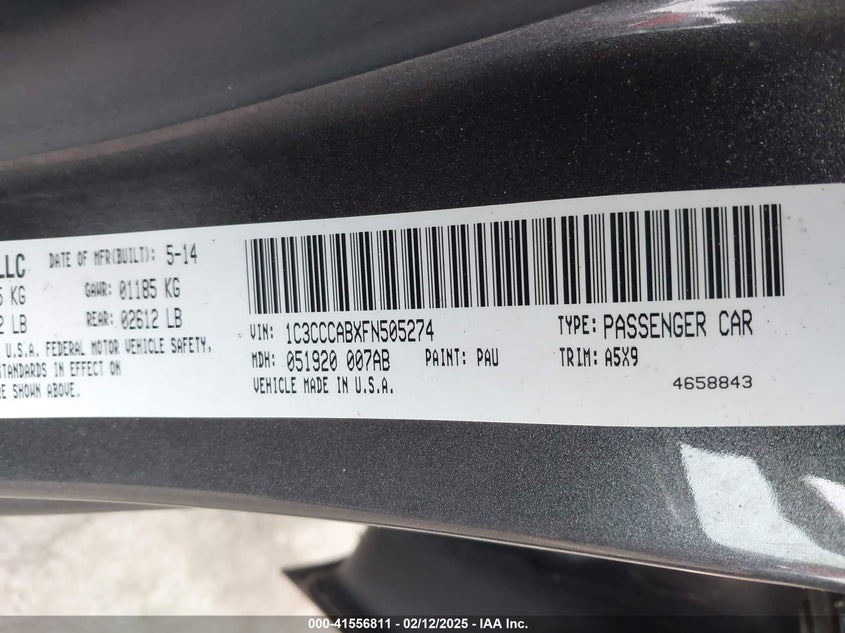 LLC DATE OF MFR(BUILT): 5-14
KG GAWR: 01185 KG
LB REAR: 02612 LB
U.S.A. FEDERAL MOTOR VEHICLE SAFETY,
STANDARDS IN EFFECT ON
SHOWN ABOVE.
VIN: 1C3CCCABXFN505274 TYPE: PASSENGER CAR
MDH: 051920 007AB PAINT: PAU TRIM: A5X9
VEHICLE MADE IN U.S.A. 4658843
000-41556811 - 02/12/2025 - IAA Inc.